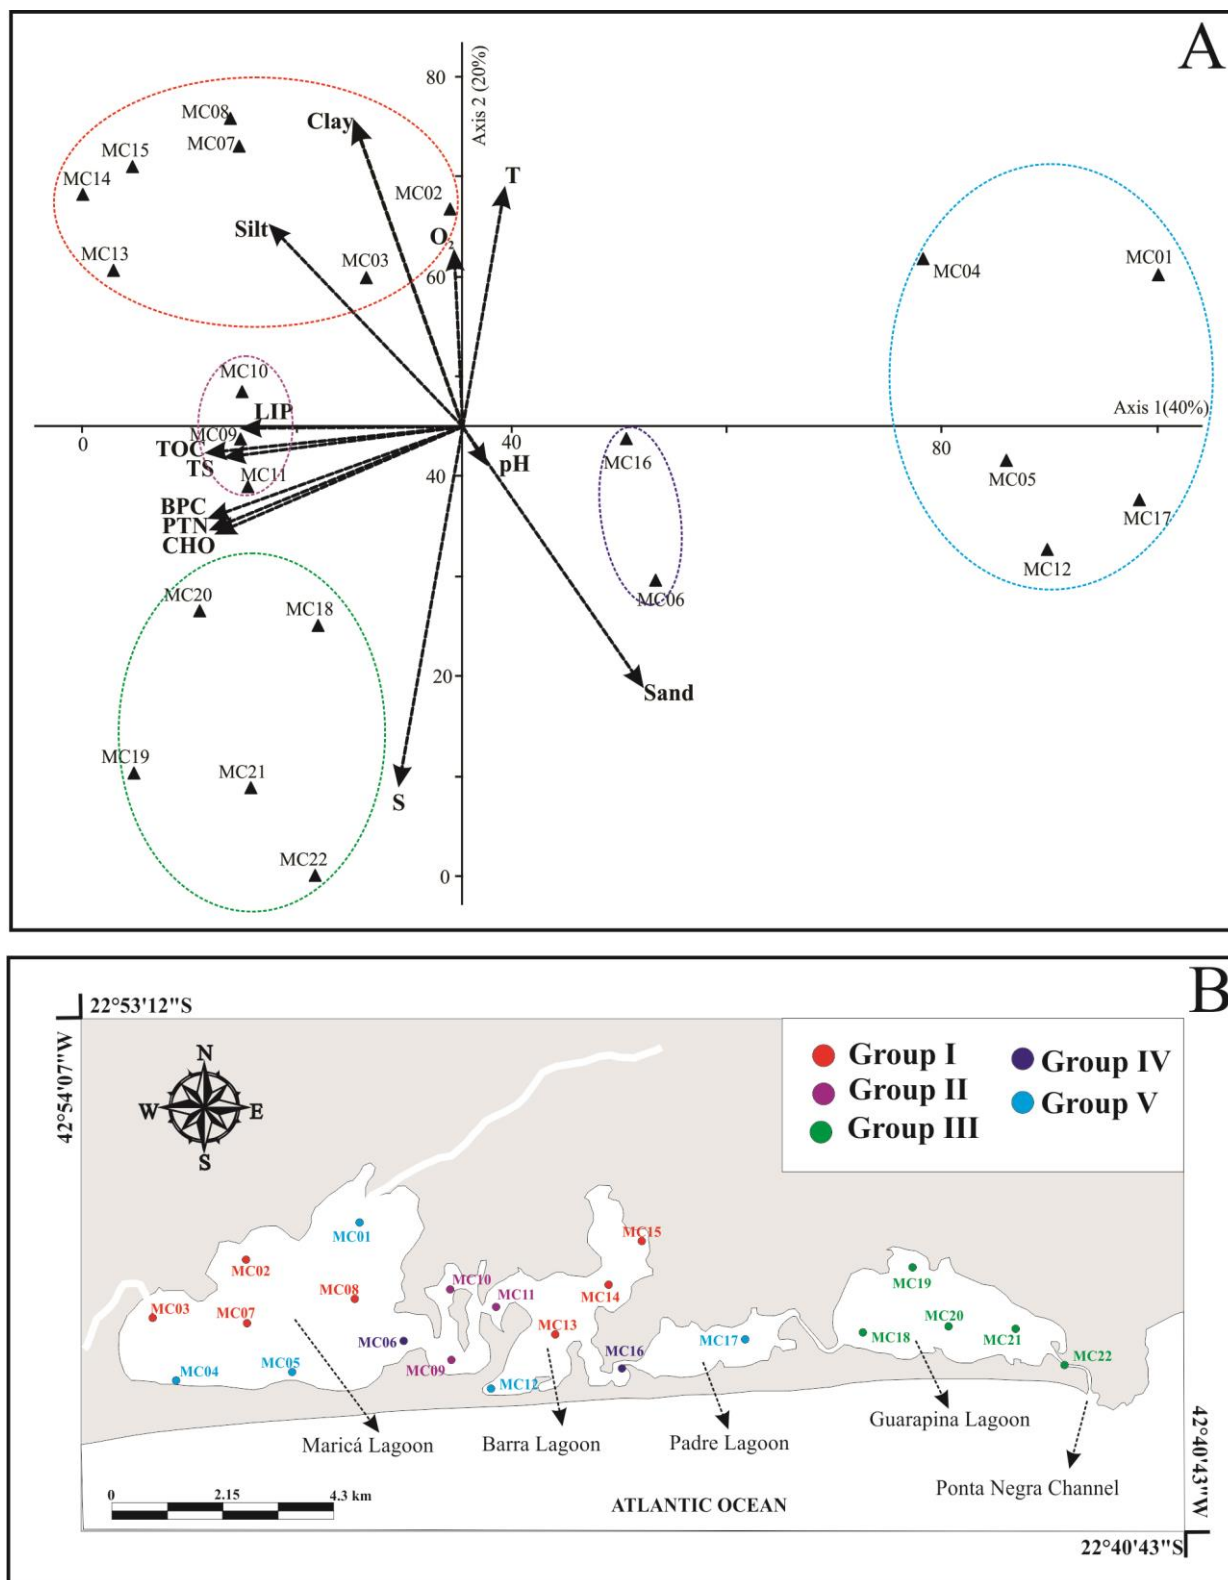 A
Axis 2 (20%)
80
MC08
Clay
MC07
MC15
MC14
MC02
T
Silt
O2
MC13
MC03
60
MC04
MC01
MC10
LIP
Axis 1(40%)
0
MC09
40
80
TOC
TS
MC11
40
pH
MC16
MC05
BPC
PTN
CHO
MC17
MC12
MC20
MC18
MC06
20
Sand
MC19
MC21
S
MC22
0
B
22°53'12"S
42°54'07"W
N
W
E
S
Group I
Group IV
Group II
Group V
Group III
MC01
MC15
MC02
MC19
MC10
MC08
MC14
MC03
MC07
MC11
MC13
MC20
MC06
MC17
MC18
MC21
MC16
MC09
MC22
MC04
MC05
MC12
Guarapina Lagoon
Maricá Lagoon
Barra Lagoon
Padre Lagoon
Ponta Negra Channel
0
2.15
4.3 km
ATLANTIC OCEAN
42°40'43"W
22°40'43"S